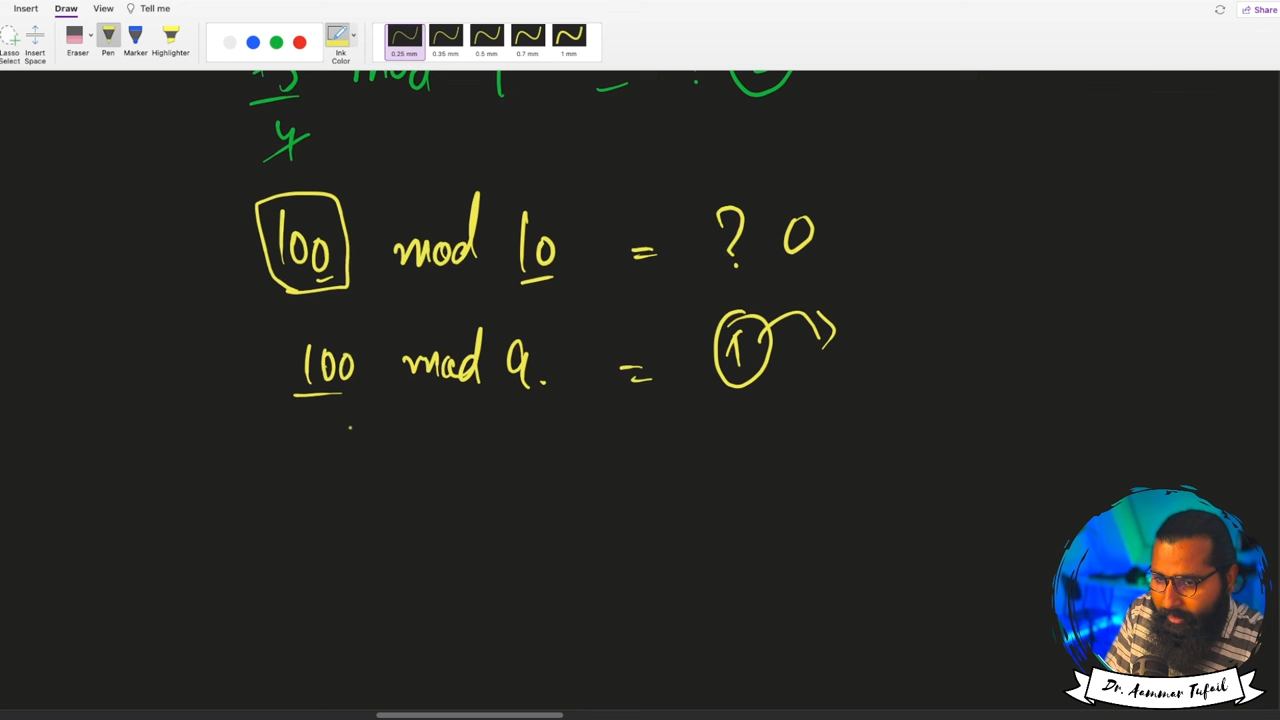 Insert Draw View Tell me Share
Lasso Select Insert Space Eraser Pen Marker Highlighter Ink Color 0.25 mm 0.35 mm 0.5 mm 0.7 mm 1 mm
mod = ?
4
100 mod 10 = ? 0
100 mod 9. = 1
Dr. Aammar Tufail